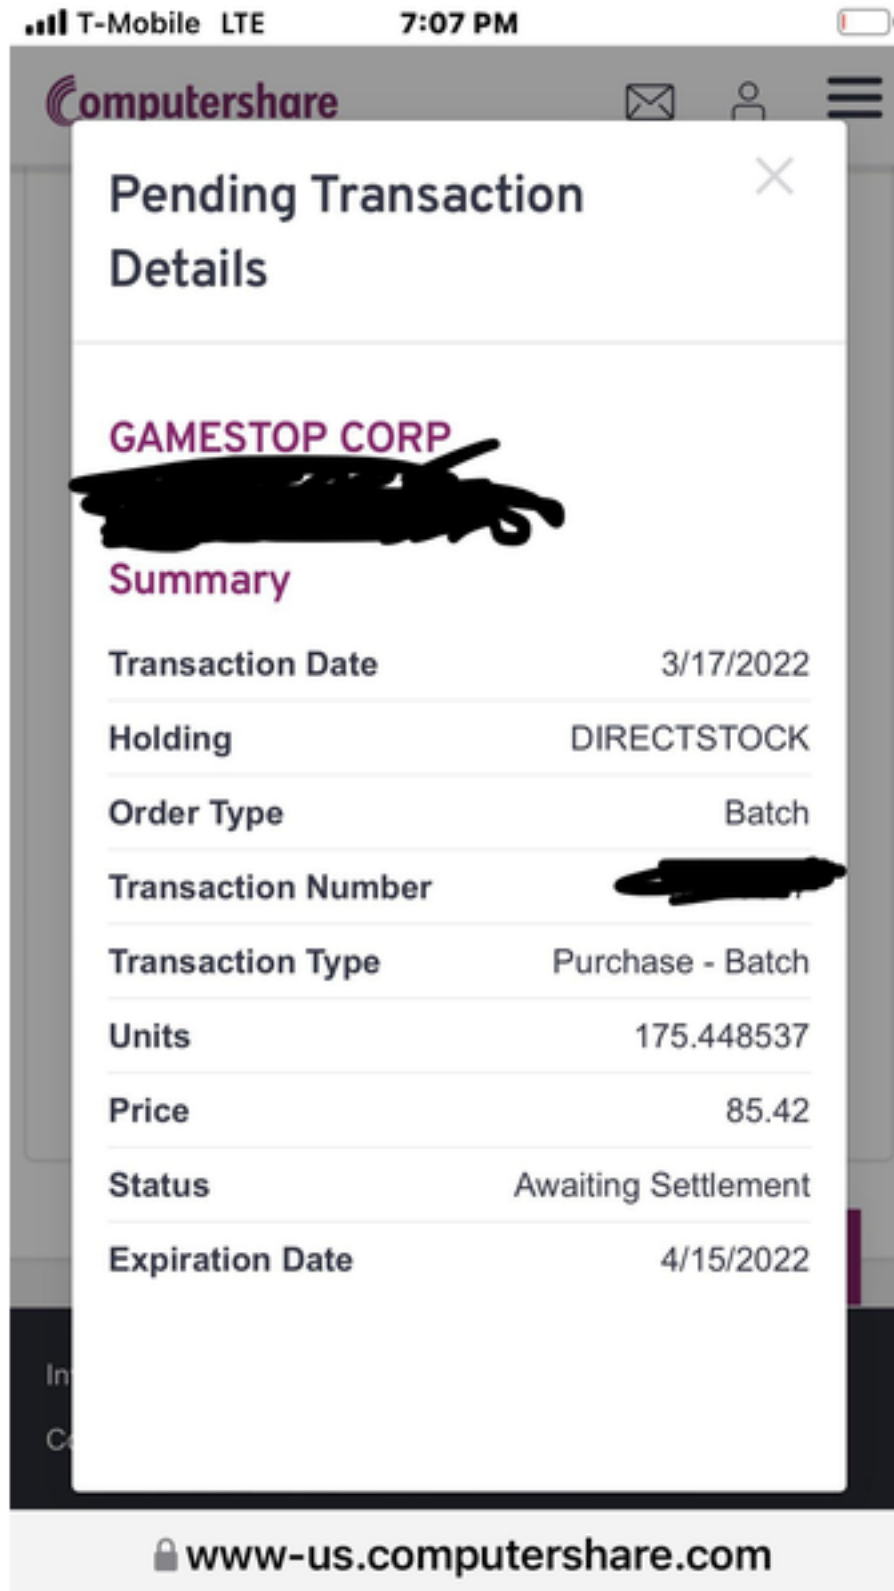 T-Mobile LTE 7:07 PM
Computershare
Pending Transaction
Details
GAMESTOP CORP
Summary
Transaction Date 3/17/2022
Holding DIRECTSTOCK
Order Type Batch
Transaction Number
Transaction Type Purchase - Batch
Units 175.448537
Price 85.42
Status Awaiting Settlement
Expiration Date 4/15/2022
www-us.computershare.com